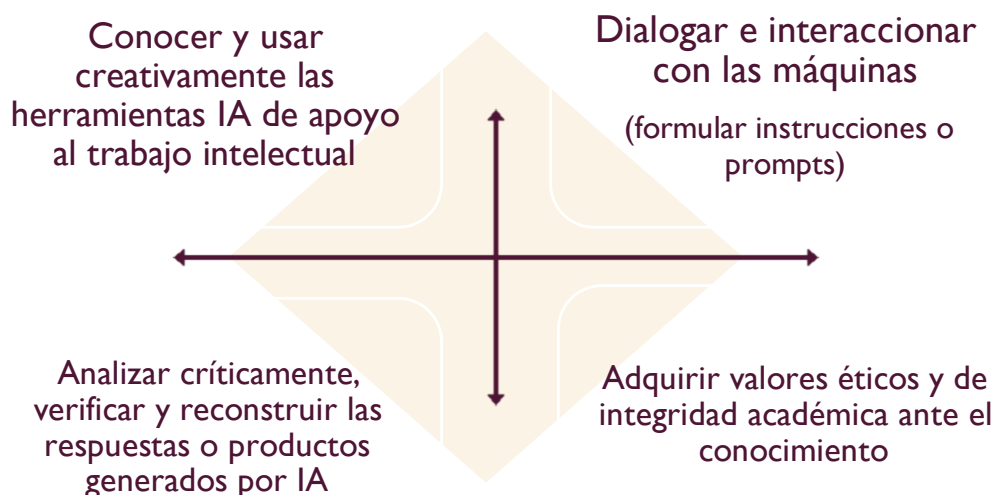 Conocer y usar
creativamente las
herramientas IA de apoyo
al trabajo intelectual
Dialogar e interaccionar
con las máquinas
(formular instrucciones o
prompts)
Analizar críticamente,
verificar y reconstruir las
respuestas o productos
generados por IA
Adquirir valores éticos y de
integridad académica ante el
conocimiento